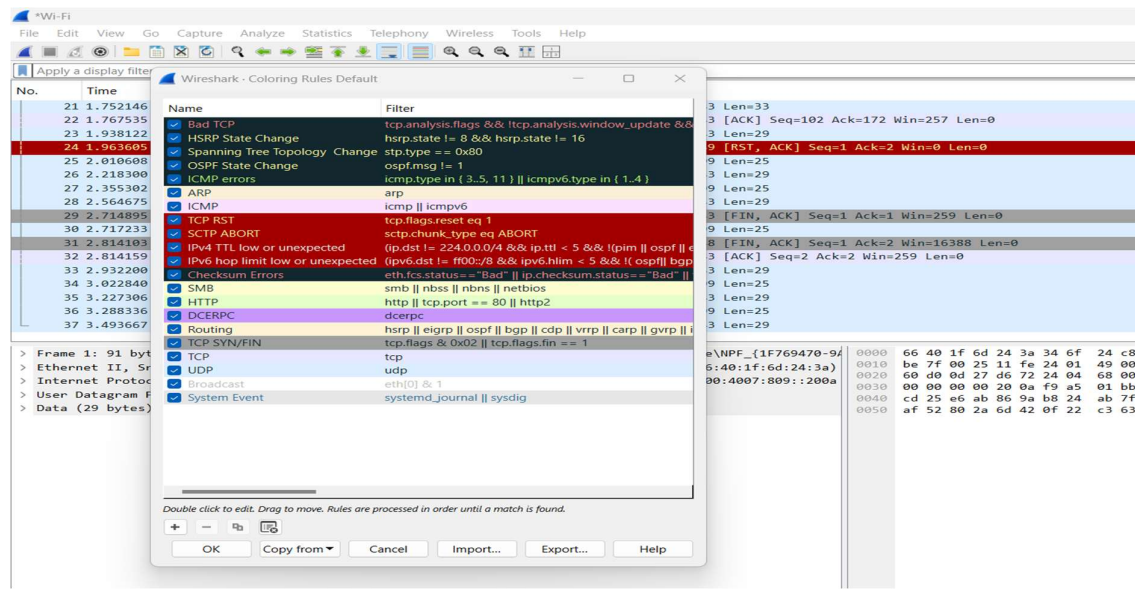 *Wi-Fi
File Edit View Go Capture Analyze Statistics Telephony Wireless Tools Help
Apply a display filter
No. Time
21 1.752146
22 1.767535
23 1.938122
24 1.963605
25 2.010608
26 2.218300
27 2.355302
28 2.564675
29 2.714895
30 2.717233
31 2.814103
32 2.814159
33 2.932200
34 3.022840
35 3.227306
36 3.288336
37 3.493667
Wireshark - Coloring Rules Default
Name Filter
Bad TCP tcp.analysis.flags && !tcp.analysis.window_update &&
HSRP State Change hsrp.state != 8 && hsrp.state != 16
Spanning Tree Topology Change stp.type == 0x80
OSPF State Change ospf.msg != 1
ICMP errors icmp.type in { 3..5, 11 } || icmpv6.type in { 1..4 }
ARP arp
ICMP icmp || icmpv6
TCP RST tcp.flags.reset eq 1
SCTP ABORT sctp.chunk_type eq ABORT
IPv4 TTL low or unexpected (ip.dst != 224.0.0.0/4 && ip.ttl < 5 && !(pim || ospf || e
IPv6 hop limit low or unexpected (ipv6.dst != ff00::/8 && ipv6.hlim < 5 && !( ospf|| bgp
Checksum Errors eth.fcs.status=="Bad" || ip.checksum.status=="Bad" ||
SMB smb || nbss || nbns || netbios
HTTP http || tcp.port == 80 || http2
DCERPC dcerpc
Routing hsrp || eigrp || ospf || bgp || cdp || vrrp || carp || gvrp || i
TCP SYN/FIN tcp.flags & 0x02 || tcp.flags.fin == 1
TCP tcp
UDP udp
Broadcast eth[0] & 1
System Event systemd_journal || sysdig
Double click to edit. Drag to move. Rules are processed in order until a match is found.
OK Copy from Cancel Import... Export... Help
3 Len=33
3 [ACK] Seq=102 Ack=172 Win=257 Len=0
3 Len=29
9 [RST, ACK] Seq=1 Ack=2 Win=0 Len=0
9 Len=25
3 Len=29
9 Len=25
3 Len=29
3 [FIN, ACK] Seq=1 Ack=1 Win=259 Len=0
9 Len=25
8 [FIN, ACK] Seq=1 Ack=2 Win=16388 Len=0
3 [ACK] Seq=2 Ack=2 Win=259 Len=0
3 Len=29
9 Len=25
3 Len=29
9 Len=25
3 Len=29
> Frame 1: 91 byt
> Ethernet II, Sr
> Internet Protoc
> User Datagram P
> Data (29 bytes)
e\NPF_{1F769470-9A
6:40:1f:6d:24:3a)
00:4007:809::200a
0000 66 40 1f 6d 24 3a 34 6f 24 c8
0010 be 7f 00 25 11 fe 24 01 49 00
0020 60 d0 0d 27 d6 72 24 04 68 00
0030 00 00 00 00 20 0a f9 a5 01 bb
0040 cd 25 e6 ab 86 9a b8 24 ab 7f
0050 af 52 80 2a 6d 42 0f 22 c3 63